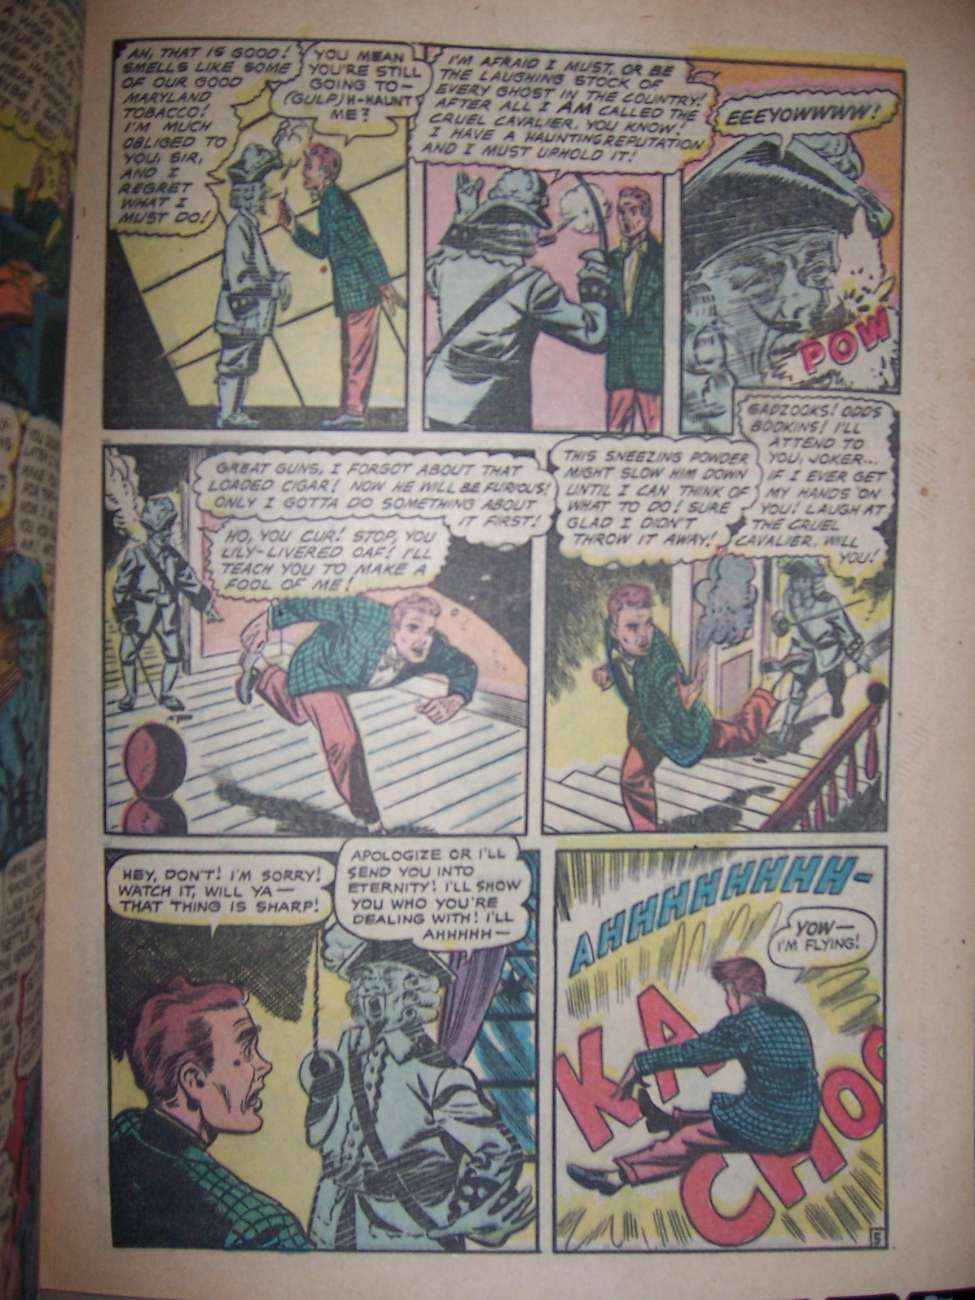 AH, THAT IS GOOD!
SMELLS LIKE SOME
OF OUR GOOD
MARYLAND
TOBACCO!
I'M MUCH
OBLIGED TO
YOU, SIR,
AND I
REGRET
WHAT I
MUST DO!
YOU MEAN
YOU'RE STILL
GOING TO—
(GULP) H-HAUNT
ME?
I'M AFRAID I MUST, OR BE
THE LAUGHING STOCK OF
EVERY GHOST IN THE COUNTRY!
AFTER ALL I AM CALLED THE
CRUEL CAVALIER, YOU KNOW!
I HAVE A HAUNTING REPUTATION
AND I MUST UPHOLD IT!
EEEYOWWWW!
POW
GREAT GUNS, I FORGOT ABOUT THAT
LOADED CIGAR! NOW HE WILL BE FURIOUS!
ONLY I GOTTA DO SOMETHING ABOUT
IT FIRST!
HO, YOU CUR! STOP, YOU
LILY-LIVERED OAF! I'LL
TEACH YOU TO MAKE A
FOOL OF ME!
THIS SNEEZING POWDER
MIGHT SLOW HIM DOWN
UNTIL I CAN THINK OF
WHAT TO DO! SURE
GLAD I DIDN'T
THROW IT AWAY!
GADZOOKS! ODDS
BODKINS! I'LL
ATTEND TO
YOU, JOKER...
IF I EVER GET
MY HANDS ON
YOU! LAUGH AT
THE CRUEL
CAVALIER, WILL
YOU!
HEY, DON'T! I'M SORRY!
WATCH IT, WILL YA—
THAT THING IS SHARP!
APOLOGIZE OR I'LL
SEND YOU INTO
ETERNITY! I'LL SHOW
YOU WHO YOU'RE
DEALING WITH! I'LL
AHHHHH—
AHHHHHHHHH-
YOW—
I'M FLYING!
KA
CHOO
5